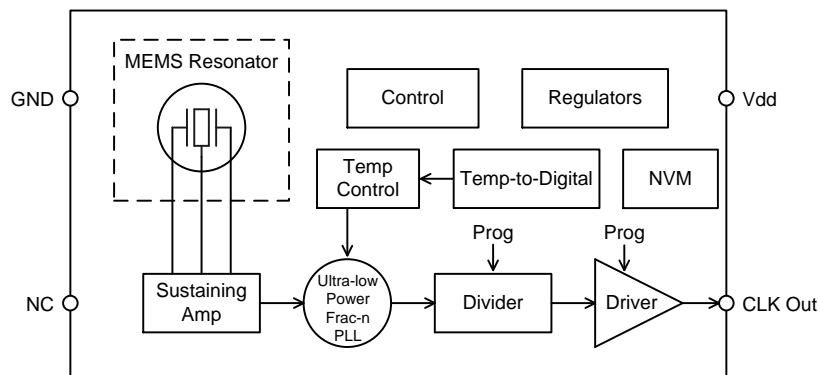 MEMS Resonator
GND
Control
Regulators
Vdd
Temp
Control
Temp-to-Digital
NVM
Prog
Prog
NC
Sustaining
Amp
Ultra-low
Power
Frac-n
PLL
Divider
Driver
CLK Out